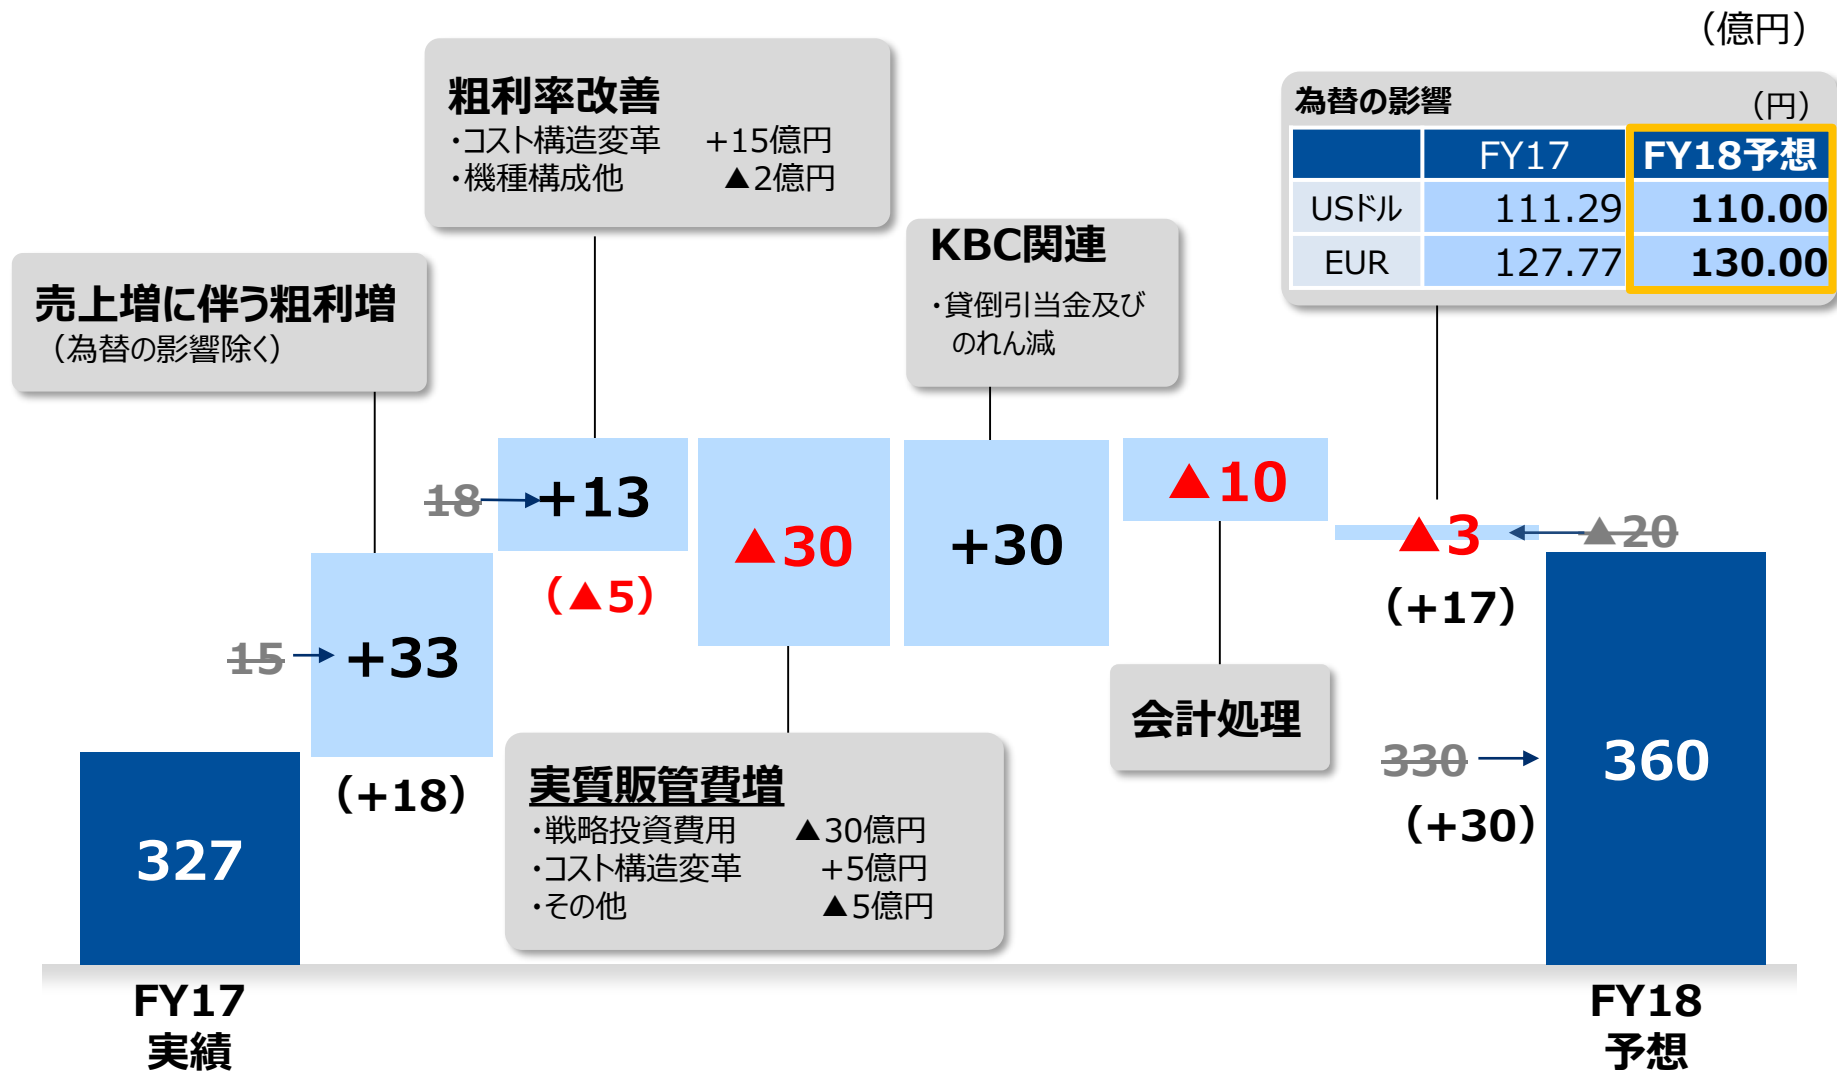 （億円）
粗利率改善
・コスト構造変革 +15億円
・機種構成他 ▲2億円
為替の影響 （円）
FY17 FY18予想
USドル 111.29 110.00
EUR 127.77 130.00
KBC関連
・貸倒引当金及び
のれん減
売上増に伴う粗利増
（為替の影響除く）
18 +13
（▲5）
15 +33
（+18）
▲30
+30
▲10
▲3 ▲20
（+17）
実質販管費増
・戦略投資費用 ▲30億円
・コスト構造変革 +5億円
・その他 ▲5億円
会計処理
330
（+30）
327
360
FY17
実績
FY18
予想